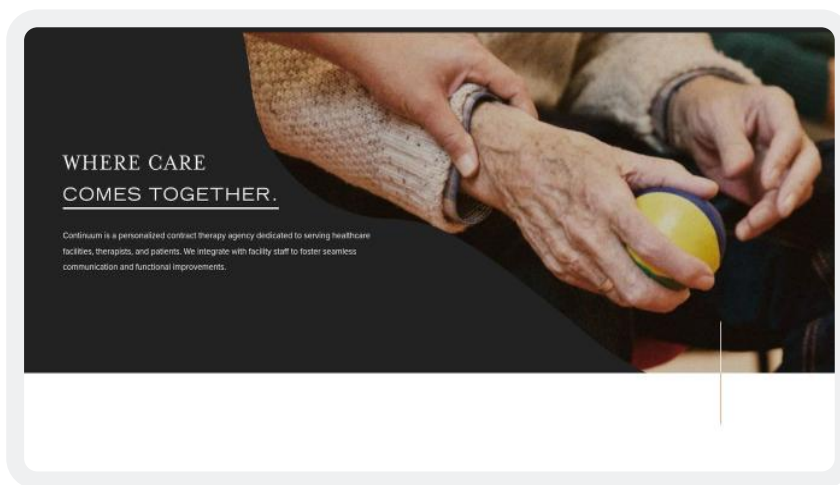 WHERE CARE
COMES TOGETHER.
Continuum is a personalized contract therapy agency dedicated to serving healthcare
facilities, therapists, and patients. We integrate with facility staff to foster seamless
communication and functional improvements.